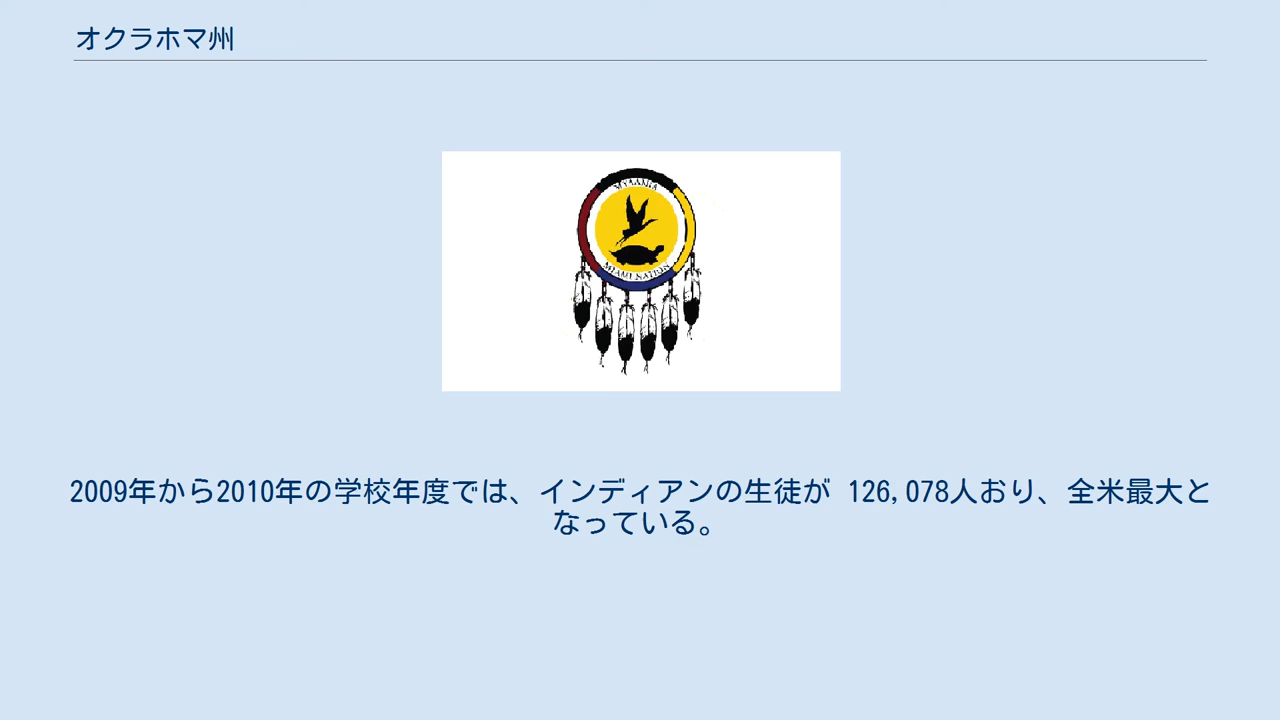 オクラホマ州
MYAAMIA
MIAMI NATION
2009年から2010年の学校年度では、インディアンの生徒が 126,078人おり、全米最大と
なっている。